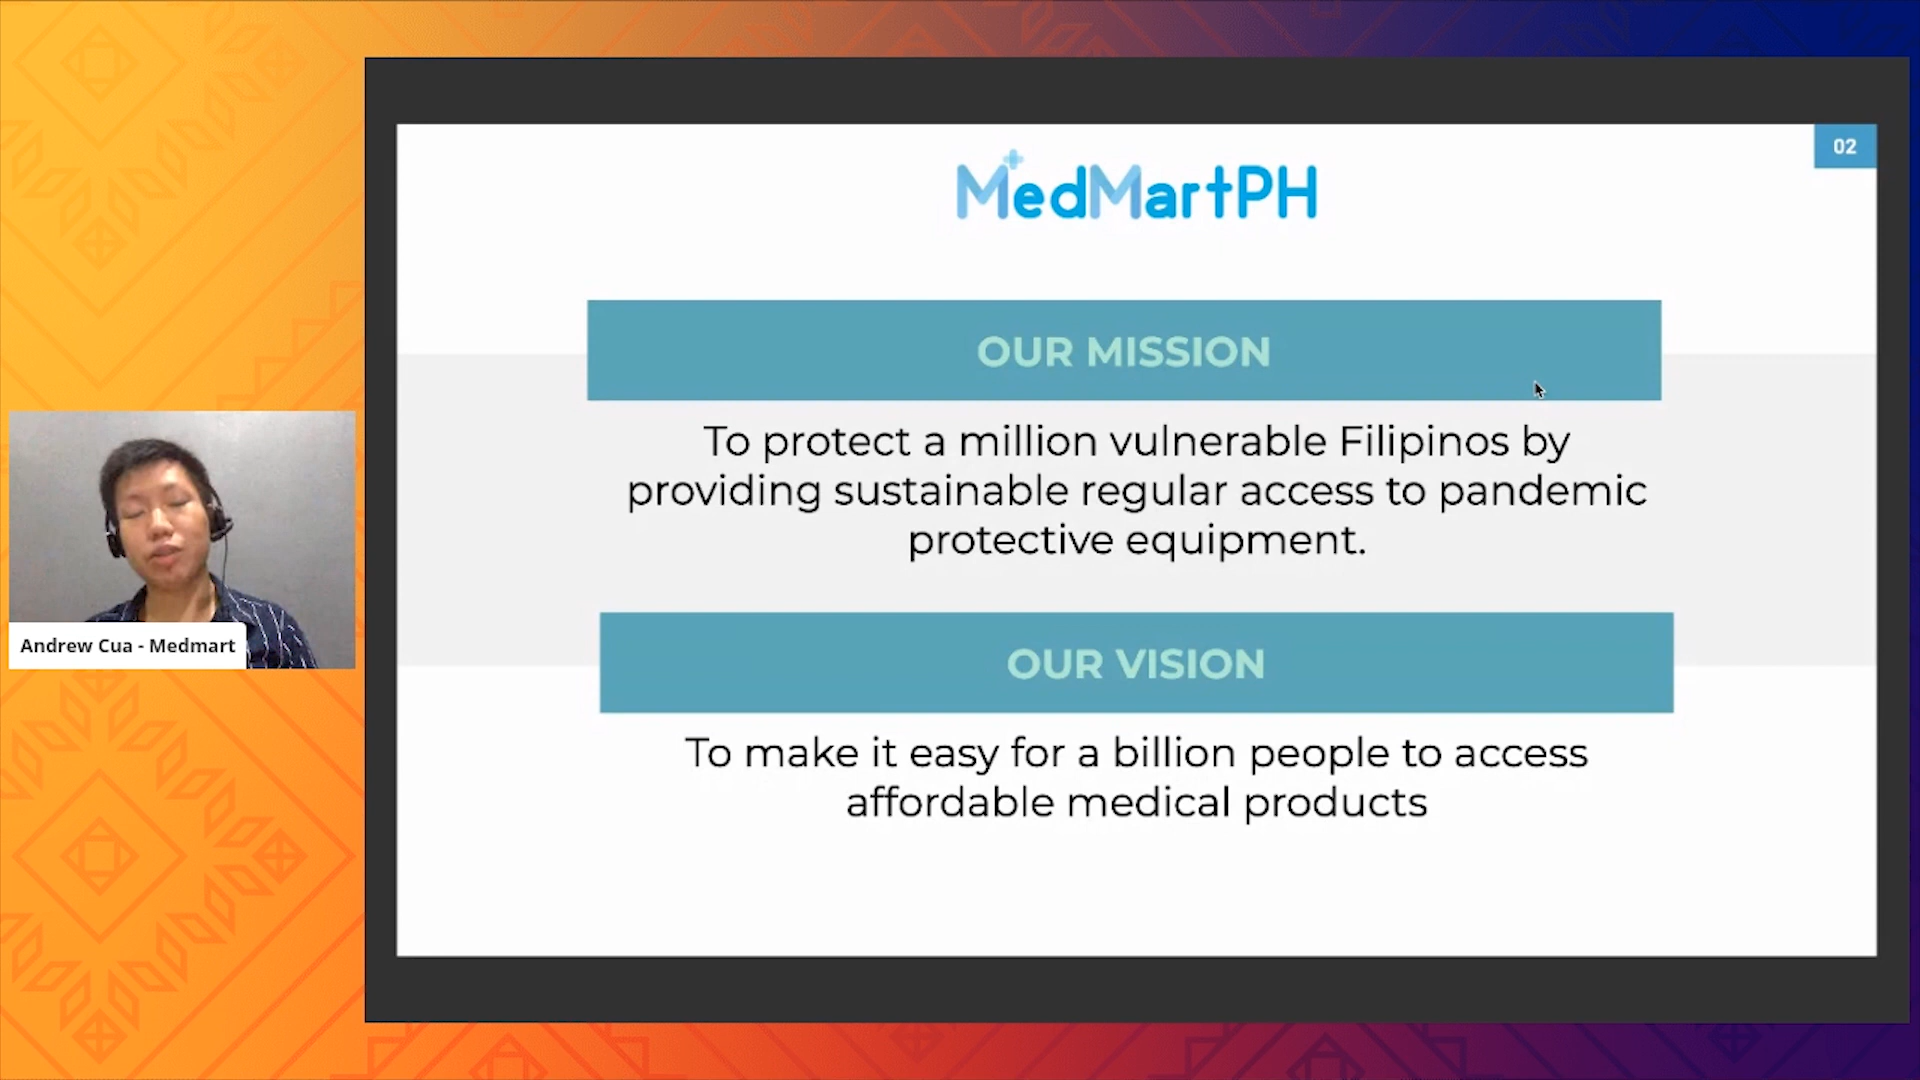 02
MedMartPH
OUR MISSION
To protect a million vulnerable Filipinos by
providing sustainable regular access to pandemic
protective equipment.
OUR VISION
To make it easy for a billion people to access
affordable medical products
Andrew Cua - Medmart